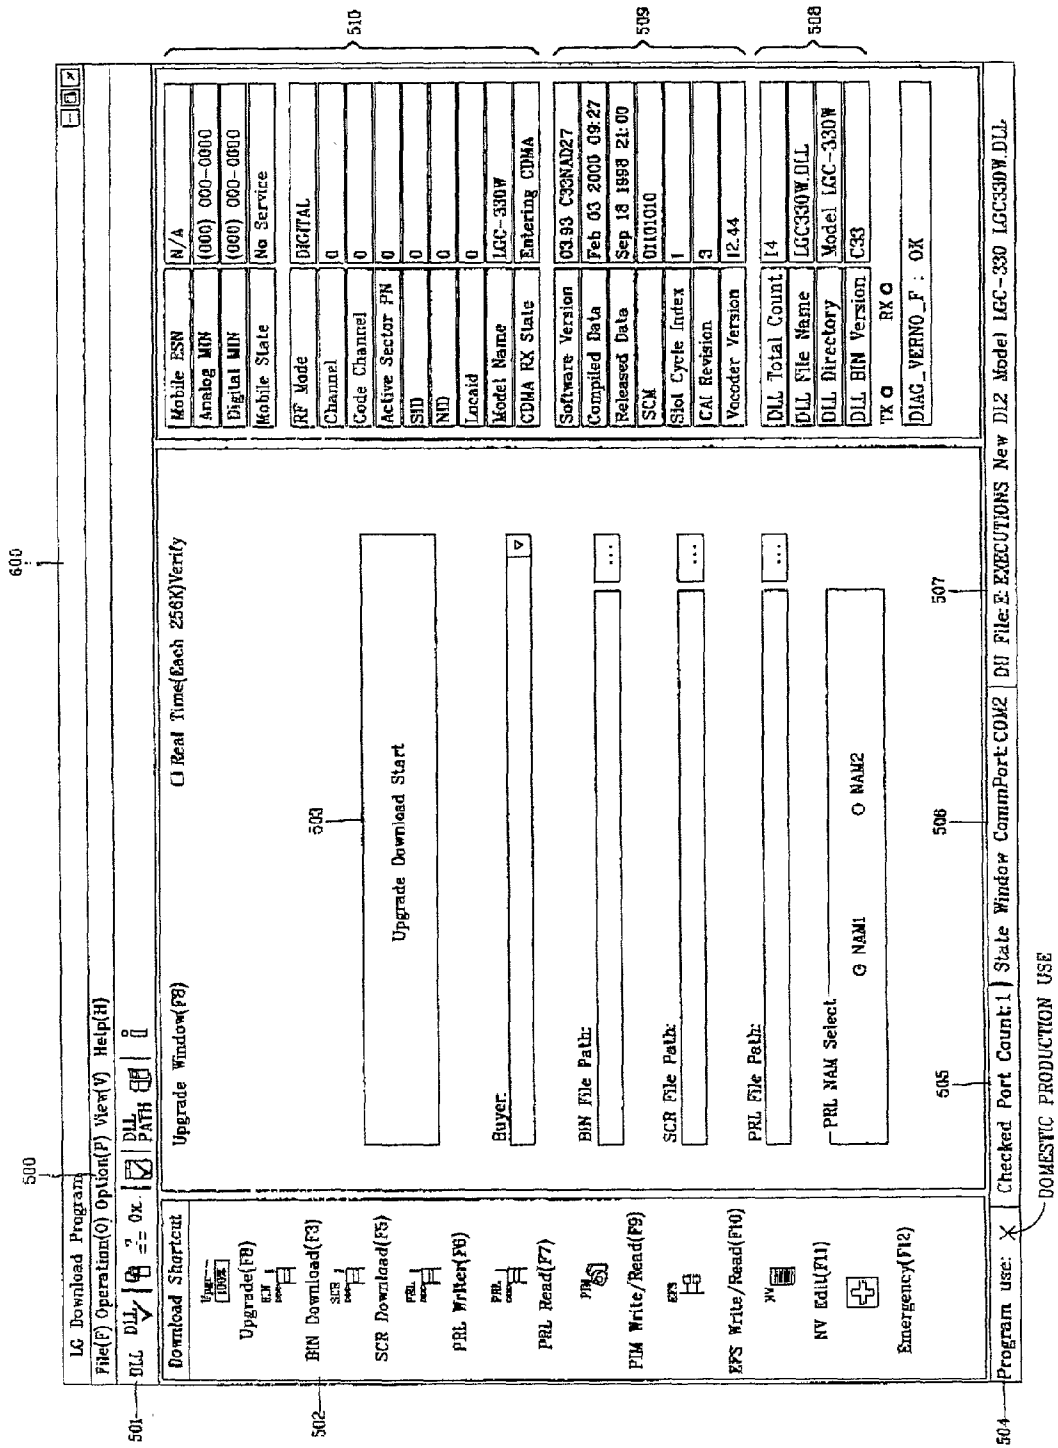 600
500
LG Download Program
File(F) Operation(O) Option(P) View(V) Help(H)
501
DLL DLL == ? 0x. DLL PATH
Download Shortcut
100%
Upgrade(F8)
BIN
BIN Download(F3)
502
SCR
SCR Download(F5)
PRL
PRL Writer(F6)
PRL
PRL Read(F7)
PIM Write/Read(F9)
EFS
EFS Write/Read(F10)
NV
NV Edit(F11)
Emergency(F12)
Upgrade Window(F8)
Real Time(Each 256K)Verify
503
Upgrade Download Start
Buyer:
BIN File Path:
...
SCR File Path:
...
PRL File Path:
...
PRL NAM Select
NAM1
NAM2
Mobile ESN N/A
Analog MIN (000) 000-0000
Digital MIN (000) 000-0000
Mobile State No Service
RF Mode DIGITAL
Channel 0
Code Channel 0
Active Sector PN 0
SID 0
NID 0
Locaid 0
Model Name LGC-330W
CDMA RX State Entering CDMA
510
Software Version 03.93 C33NAD27
Compiled Data Feb 03 2000 09:27
Released Data Sep 18 1998 21:00
SCM 01101010
Slot Cycle Index 1
CAI Revision 3
Vocoder Version 12.44
509
DLL Total Count 14
DLL File Name LGC330W.DLL
DLL Directory Model LGC-330W
DLL BIN Version C33
508
TX RX
DIAG_VERNO_F : OK
505
506
507
504
Program use: X Checked Port Count:1 State Window CommPort:COM2 Dll File:E: EXECUTIONS New D12 Model LGC-330 LGC330W.DLL
DOMESTIC PRODUCTION USE